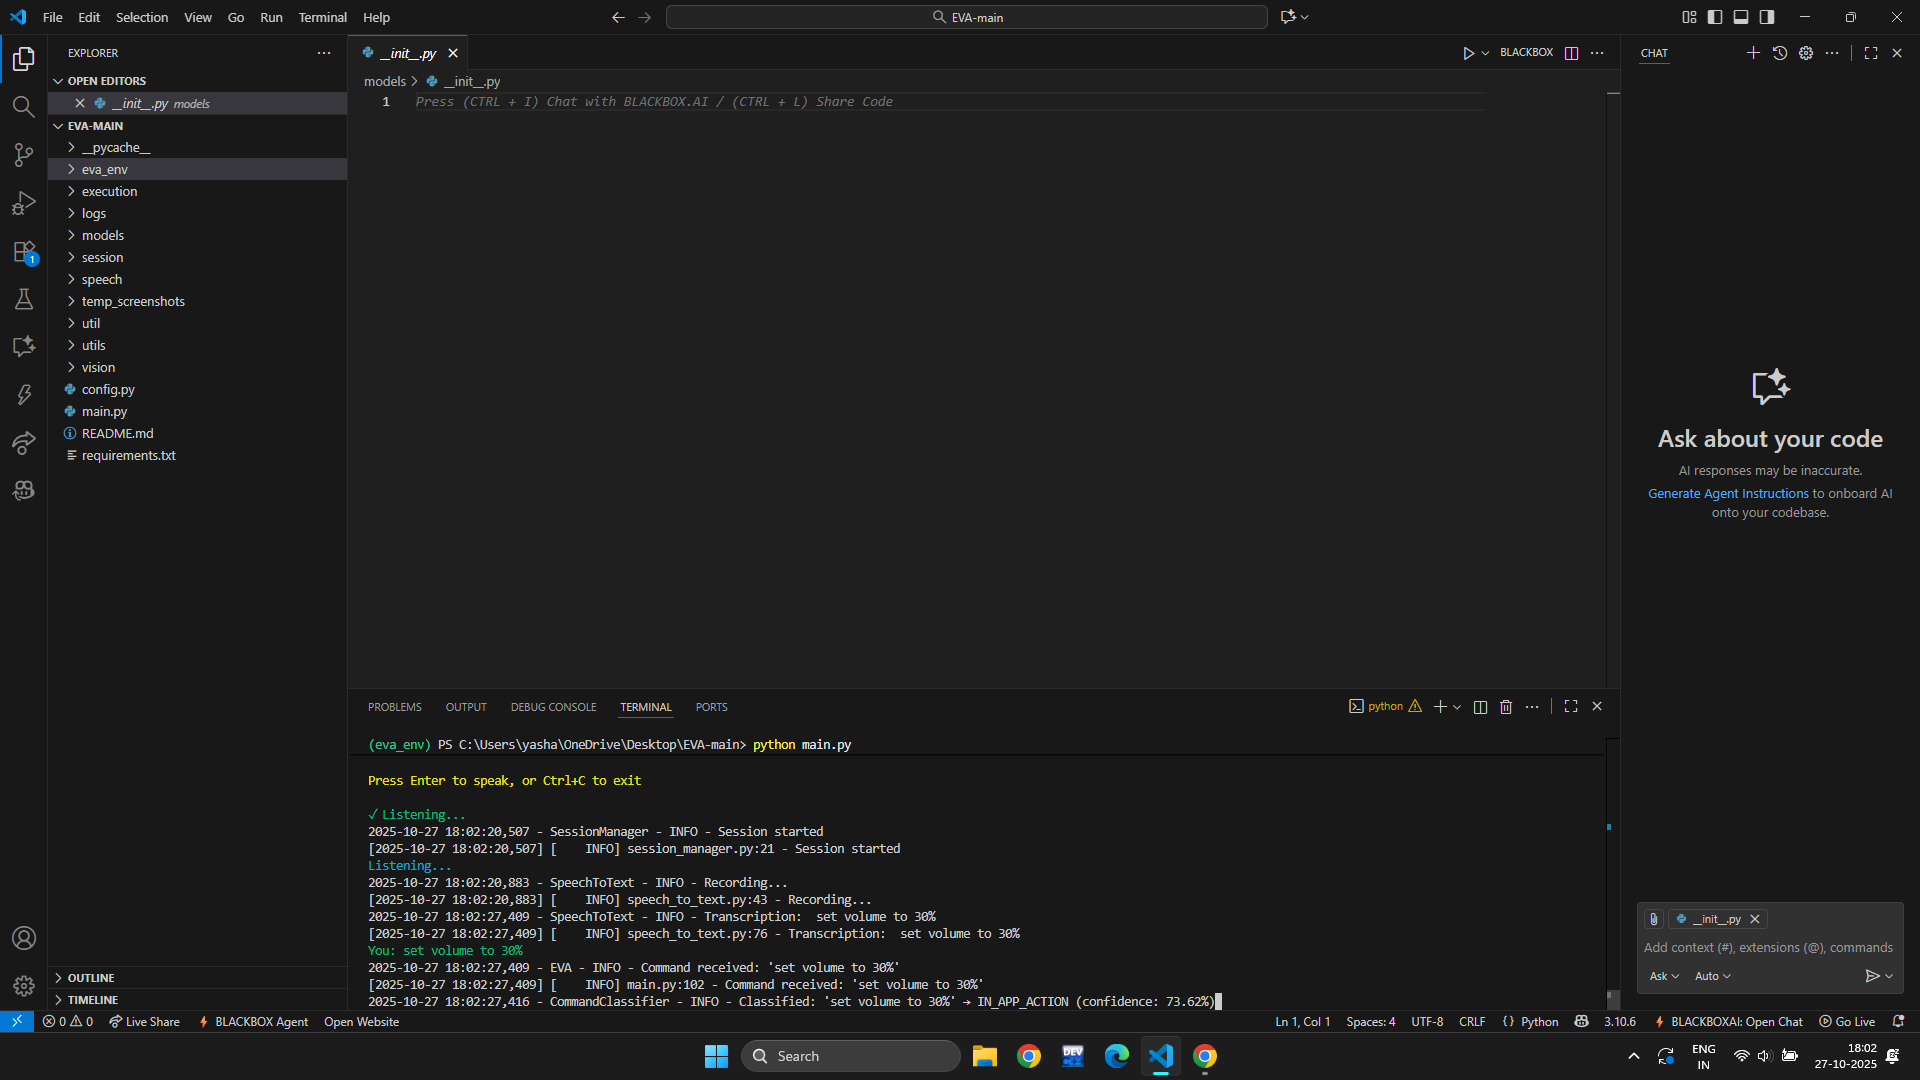 File Edit Selection View Go Run Terminal Help
EVA-main
EXPLORER
OPEN EDITORS
__init__.py models
EVA-MAIN
__pycache__
eva_env
execution
logs
models
session
speech
temp_screenshots
util
utils
vision
config.py
main.py
README.md
requirements.txt
OUTLINE
TIMELINE
1
__init__.py
BLACKBOX
models > __init__.py
1 Press (CTRL + I) Chat with BLACKBOX.AI / (CTRL + L) Share Code
PROBLEMS OUTPUT DEBUG CONSOLE TERMINAL PORTS
python
(eva_env) PS C:\Users\yasha\OneDrive\Desktop\EVA-main> python main.py
Press Enter to speak, or Ctrl+C to exit
✓ Listening...
2025-10-27 18:02:20,507 - SessionManager - INFO - Session started
[2025-10-27 18:02:20,507] [    INFO] session_manager.py:21 - Session started
Listening...
2025-10-27 18:02:20,883 - SpeechToText - INFO - Recording...
[2025-10-27 18:02:20,883] [    INFO] speech_to_text.py:43 - Recording...
2025-10-27 18:02:27,409 - SpeechToText - INFO - Transcription:  set volume to 30%
[2025-10-27 18:02:27,409] [    INFO] speech_to_text.py:76 - Transcription:  set volume to 30%
You: set volume to 30%
2025-10-27 18:02:27,409 - EVA - INFO - Command received: 'set volume to 30%'
[2025-10-27 18:02:27,409] [    INFO] main.py:102 - Command received: 'set volume to 30%'
2025-10-27 18:02:27,416 - CommandClassifier - INFO - Classified: 'set volume to 30%' → IN_APP_ACTION (confidence: 73.62%)
CHAT
Ask about your code
AI responses may be inaccurate.
Generate Agent Instructions to onboard AI
onto your codebase.
__init__.py
Add context (#), extensions (@), commands
Ask Auto
0 0 Live Share BLACKBOX Agent Open Website
Ln 1, Col 1 Spaces: 4 UTF-8 CRLF {} Python 3.10.6 BLACKBOXAI: Open Chat Go Live
Search
DEV
C++
ENG
IN
18:02
27-10-2025